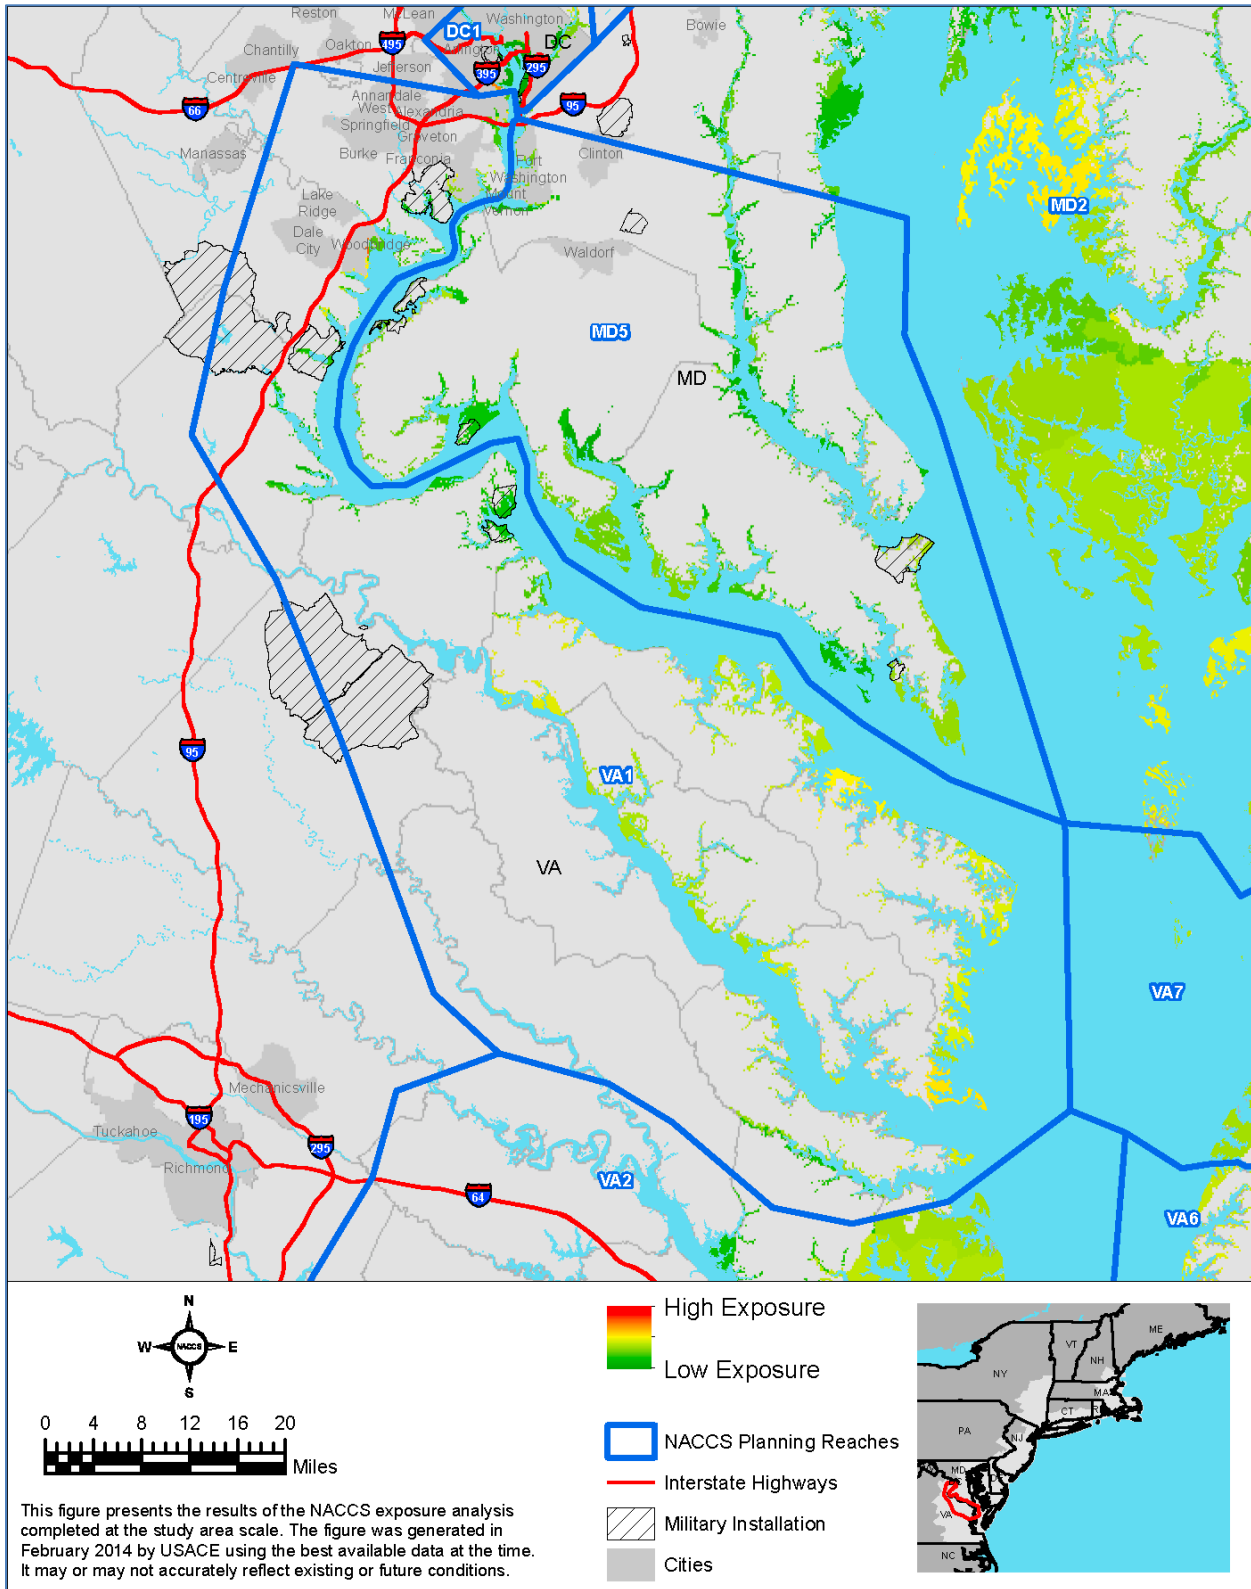 Reston
McLean
Washington
Bowie
DC1
DC
Oakton
495
Arlington
Chantilly
Jefferson
395
295
Centreville
66
Annandale
95
West
Alexandria
Springfield
Groveton
Manassas
Burke
Franconia
Fort
Washington
Clinton
Mount
Vernon
Lake
Ridge
MD2
Dale
City
Woodbridge
Waldorf
MD5
MD
95
VA1
VA
VA7
Mechanicsville
195
Tuckahoe
295
Richmond
64
VA2
VA6
N
W
NACCS
E
S
0 4 8 12 16 20
Miles
This figure presents the results of the NACCS exposure analysis
completed at the study area scale. The figure was generated in
February 2014 by USACE using the best available data at the time.
It may or may not accurately reflect existing or future conditions.
High Exposure
Low Exposure
NACCS Planning Reaches
Interstate Highways
Military Installation
Cities
ME
VT
NH
NY
MA
CT
PA
NJ
MD
VA
NC